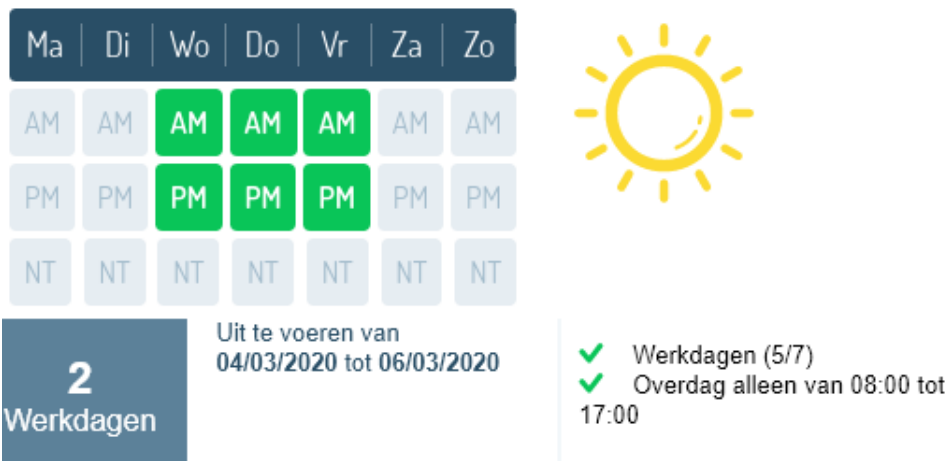 Ma Di Wo Do Vr Za Zo
AM AM AM AM AM AM AM
PM PM PM PM PM PM PM
NT NT NT NT NT NT NT
2
Werkdagen
Uit te voeren van
04/03/2020 tot 06/03/2020
Werkdagen (5/7)
Overdag alleen van 08:00 tot
17:00